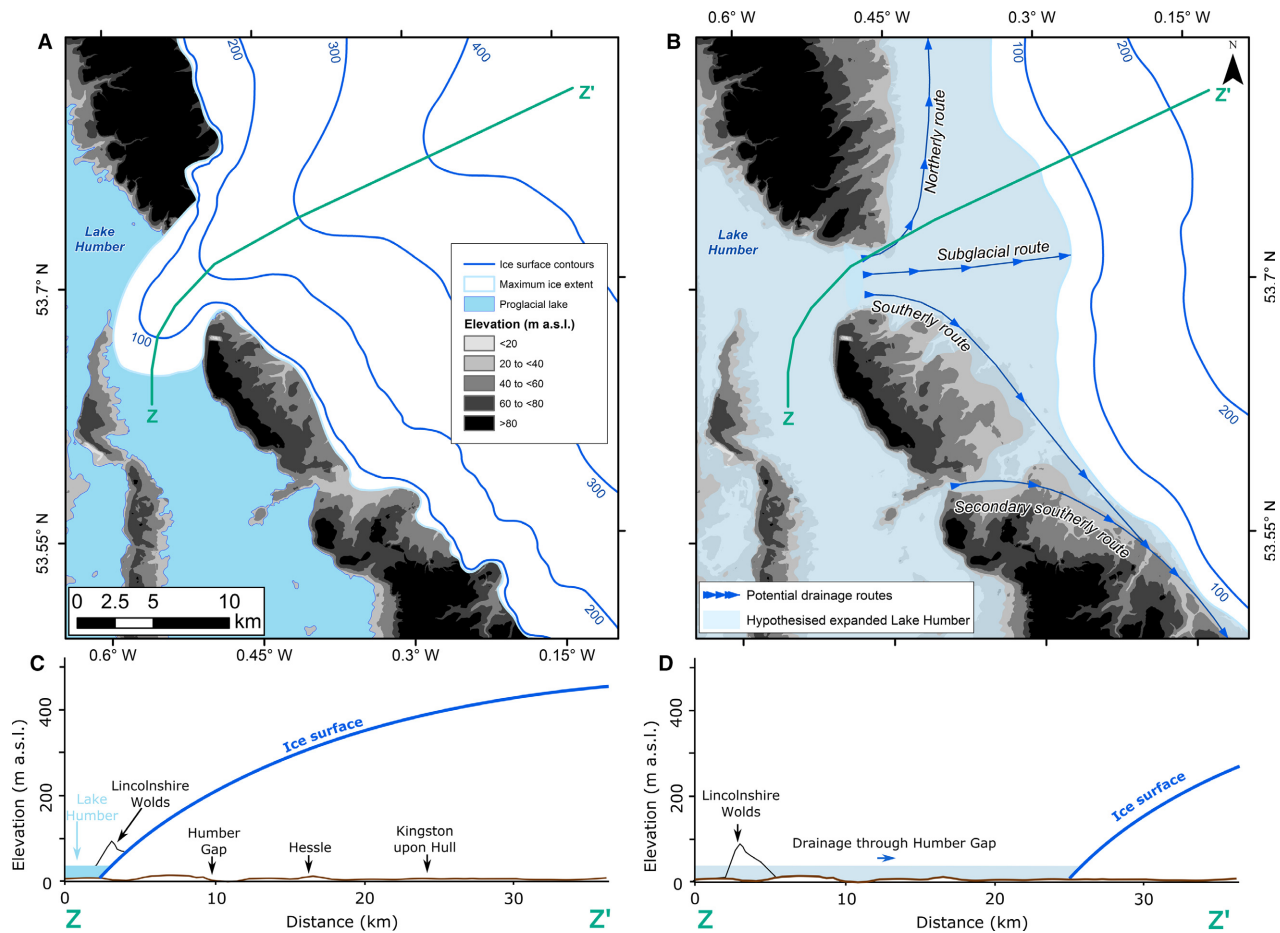 A
200
300
400
Z'
Lake
Humber
100
Z
Ice surface contours
Maximum ice extent
Proglacial lake
Elevation (m a.s.l.)
<20
20 to <40
40 to <60
60 to <80
>80
300
200
0 2.5 5 10
km
53.7° N
53.55° N
0.6° W 0.45° W 0.3° W 0.15° W
0.6° W 0.45° W 0.3° W 0.15° W
B
100
200
N
Z'
Northerly route
Lake
Humber
Subglacial route
Southerly route
Z
200
Secondary southerly route
100
Potential drainage routes
Hypothesised expanded Lake Humber
53.7° N
53.55° N
C
Elevation (m a.s.l.)
400
200
0
Ice surface
Lake
Humber
Lincolnshire
Wolds
Humber
Gap
Hessle
Kingston
upon Hull
0 10 20 30
Z Distance (km) Z'
D
Elevation (m a.s.l.)
400
200
0
Lincolnshire
Wolds
Drainage through Humber Gap
Ice surface
0 10 20 30
Z Distance (km) Z'